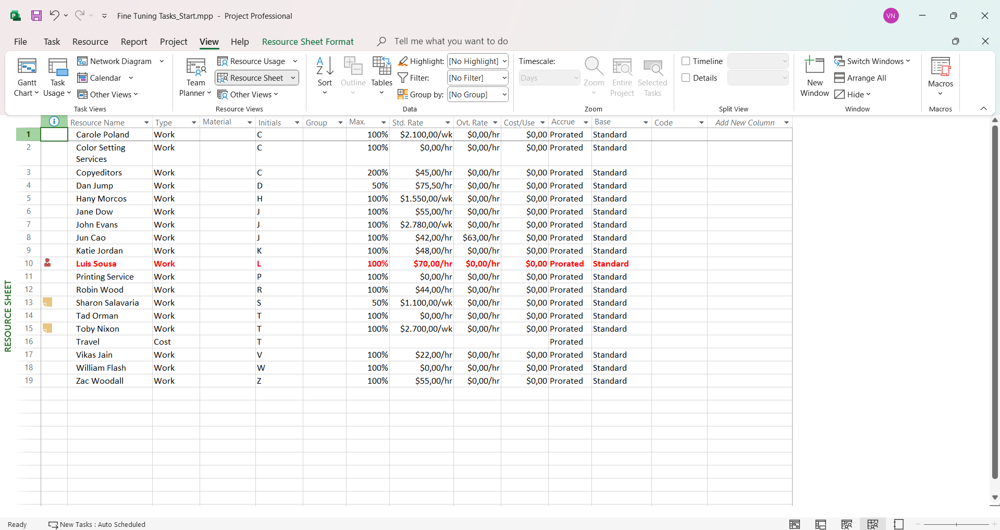 Fine Tuning Tasks_Start.mpp - Project Professional
VN
File Task Resource Report Project View Help Resource Sheet Format Tell me what you want to do
Gantt Chart
Task Usage
Network Diagram
Calendar
Other Views
Task Views
Team Planner
Resource Usage
Resource Sheet
Other Views
Resource Views
Sort
Outline
Tables
Highlight: [No Highlight]
Filter: [No Filter]
Group by: [No Group]
Data
Timescale:
Days
Zoom
Entire Project
Selected Tasks
Zoom
Timeline
Details
Split View
New Window
Switch Windows
Arrange All
Hide
Window
Macros
Macros
Resource Name Type Material Initials Group Max. Std. Rate Ovt. Rate Cost/Use Accrue Base Code Add New Column
1 Carole Poland Work C 100% $2.100,00/wk $0,00/hr $0,00 Prorated Standard
2 Color Setting Services Work C 100% $0,00/hr $0,00/hr $0,00 Prorated Standard
3 Copyeditors Work C 200% $45,00/hr $0,00/hr $0,00 Prorated Standard
4 Dan Jump Work D 50% $75,50/hr $0,00/hr $0,00 Prorated Standard
5 Hany Morcos Work H 100% $1.550,00/wk $0,00/hr $0,00 Prorated Standard
6 Jane Dow Work J 100% $55,00/hr $0,00/hr $0,00 Prorated Standard
7 John Evans Work J 100% $2.780,00/wk $0,00/hr $0,00 Prorated Standard
8 Jun Cao Work J 100% $42,00/hr $63,00/hr $0,00 Prorated Standard
9 Katie Jordan Work K 100% $48,00/hr $0,00/hr $0,00 Prorated Standard
10 Luis Sousa Work L 100% $70,00/hr $0,00/hr $0,00 Prorated Standard
11 Printing Service Work P 100% $0,00/hr $0,00/hr $0,00 Prorated Standard
12 Robin Wood Work R 100% $44,00/hr $0,00/hr $0,00 Prorated Standard
13 Sharon Salavaria Work S 50% $1.100,00/wk $0,00/hr $0,00 Prorated Standard
14 Tad Orman Work T 100% $0,00/hr $0,00/hr $0,00 Prorated Standard
15 Toby Nixon Work T 100% $2.700,00/wk $0,00/hr $0,00 Prorated Standard
16 Travel Cost T Prorated
17 Vikas Jain Work V 100% $22,00/hr $0,00/hr $0,00 Prorated Standard
18 William Flash Work W 100% $0,00/hr $0,00/hr $0,00 Prorated Standard
19 Zac Woodall Work Z 100% $55,00/hr $0,00/hr $0,00 Prorated Standard
RESOURCE SHEET
Ready New Tasks : Auto Scheduled